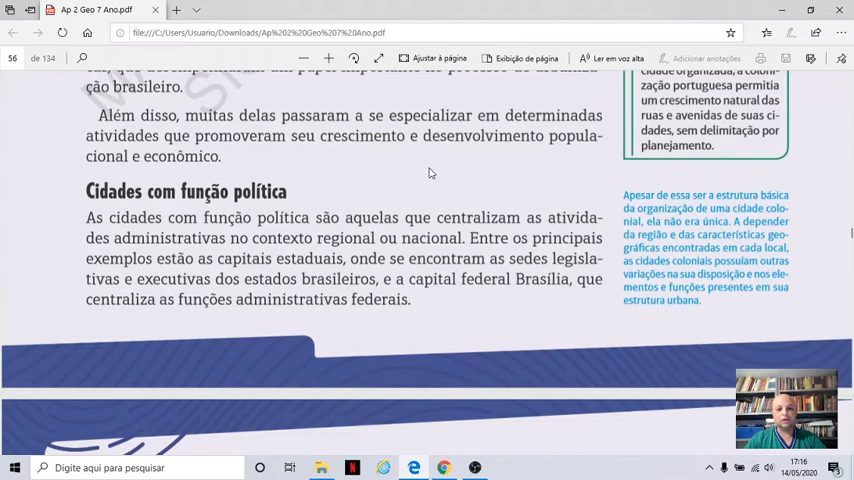 Ap 2 Geo 7 Ano.pdf
file:///C:/Users/Usuario/Downloads/Ap%202%20Geo%207%20Ano.pdf
56 de 134
Ajustar à página
Exibição de página
Ler em voz alta
Adicionar anotações
ção brasileiro.
Além disso, muitas delas passaram a se especializar em determinadas
atividades que promoveram seu crescimento e desenvolvimento popula-
cional e econômico.
Cidades com função política
As cidades com função política são aquelas que centralizam as ativida-
des administrativas no contexto regional ou nacional. Entre os principais
exemplos estão as capitais estaduais, onde se encontram as sedes legisla-
tivas e executivas dos estados brasileiros, e a capital federal Brasília, que
centraliza as funções administrativas federais.
cidade organizada, a coloni-
zação portuguesa permitia
um crescimento natural das
ruas e avenidas de suas ci-
dades, sem delimitação por
planejamento.
Apesar de essa ser a estrutura básica
da organização de uma cidade colo-
nial, ela não era única. A depender
da região e das características geo-
gráficas encontradas em cada local,
as cidades coloniais possuíam outras
variações na sua disposição e nos ele-
mentos e funções presentes em sua
estrutura urbana.
Digite aqui para pesquisar
17:16
14/05/2020
3